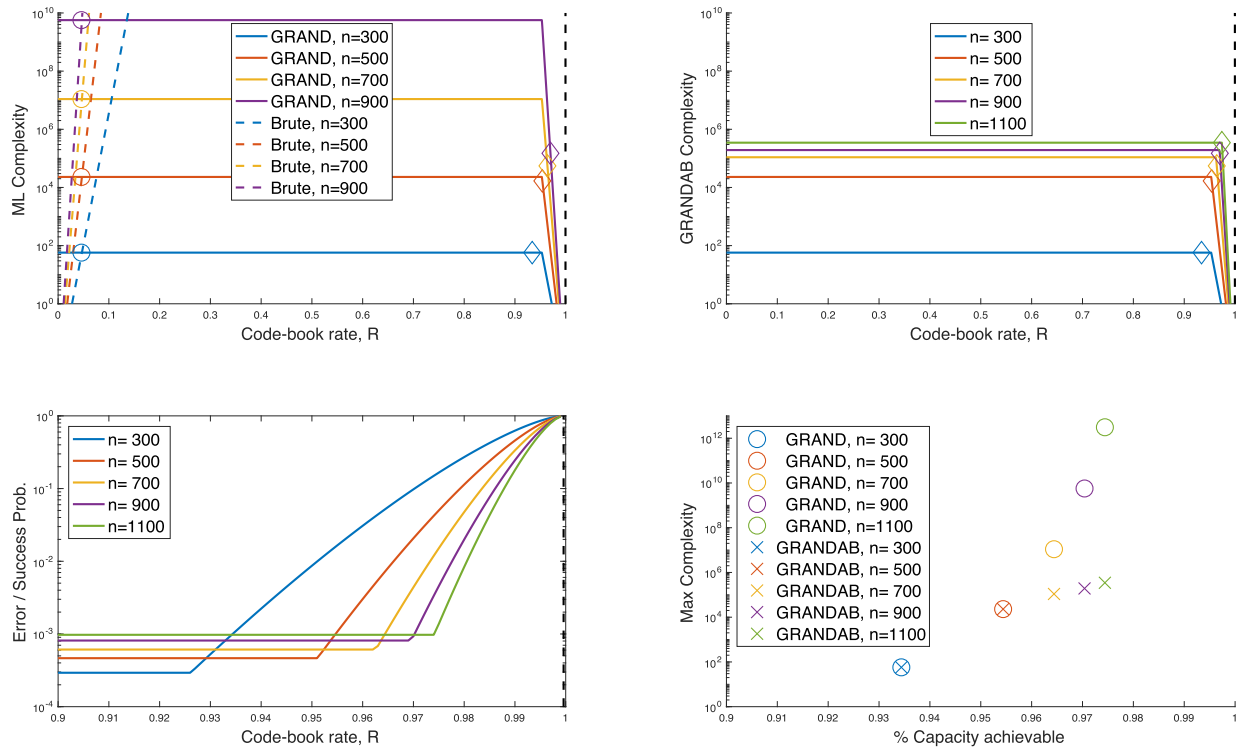 ML Complexity
10^10
10^8
10^6
10^4
10^2
10^0
GRAND, n=300
GRAND, n=500
GRAND, n=700
GRAND, n=900
Brute, n=300
Brute, n=500
Brute, n=700
Brute, n=900
0 0.1 0.2 0.3 0.4 0.5 0.6 0.7 0.8 0.9 1
Code-book rate, R
GRANDAB Complexity
10^10
10^8
10^6
10^4
10^2
10^0
n= 300
n= 500
n= 700
n= 900
n=1100
0 0.1 0.2 0.3 0.4 0.5 0.6 0.7 0.8 0.9 1
Code-book rate, R
Error / Success Prob.
10^0
10^-1
10^-2
10^-3
10^-4
n= 300
n= 500
n= 700
n= 900
n=1100
0.9 0.91 0.92 0.93 0.94 0.95 0.96 0.97 0.98 0.99 1
Code-book rate, R
Max Complexity
10^12
10^10
10^8
10^6
10^4
10^2
10^0
GRAND, n= 300
GRAND, n= 500
GRAND, n= 700
GRAND, n= 900
GRAND, n=1100
GRANDAB, n= 300
GRANDAB, n= 500
GRANDAB, n= 700
GRANDAB, n= 900
GRANDAB, n=1100
0.9 0.91 0.92 0.93 0.94 0.95 0.96 0.97 0.98 0.99 1
% Capacity achievable